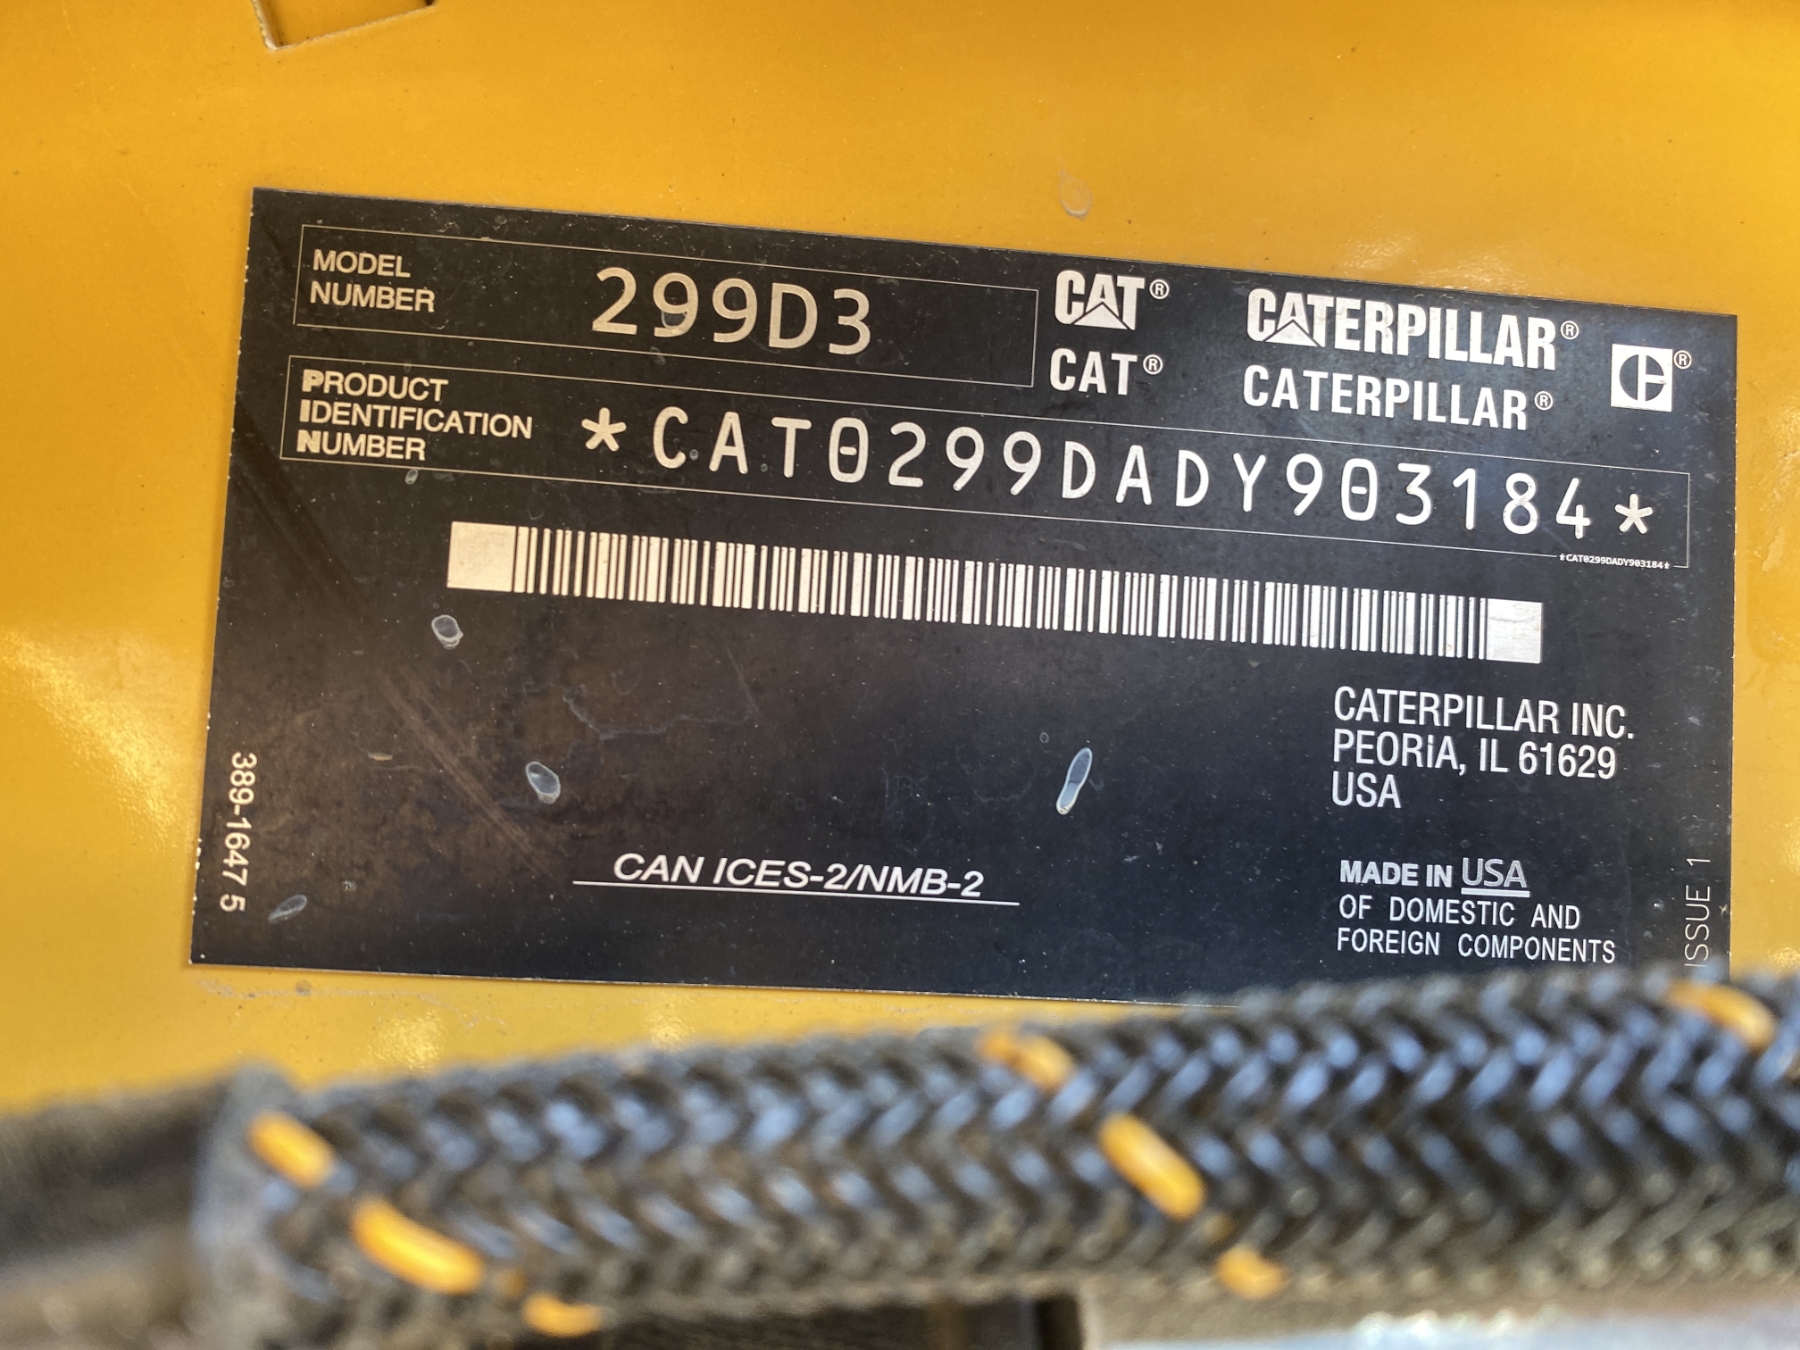 MODEL
NUMBER
299D3
CAT® CATERPILLAR®
CAT® CATERPILLAR®
PRODUCT
IDENTIFICATION
NUMBER
*CAT0299DADY903184*
*CAT0299DADY903184*
CATERPILLAR INC.
PEORiA, IL 61629
USA
389-1647 5
CAN ICES-2/NMB-2
MADE IN USA
OF DOMESTIC AND
FOREIGN COMPONENTS
ISSUE 1